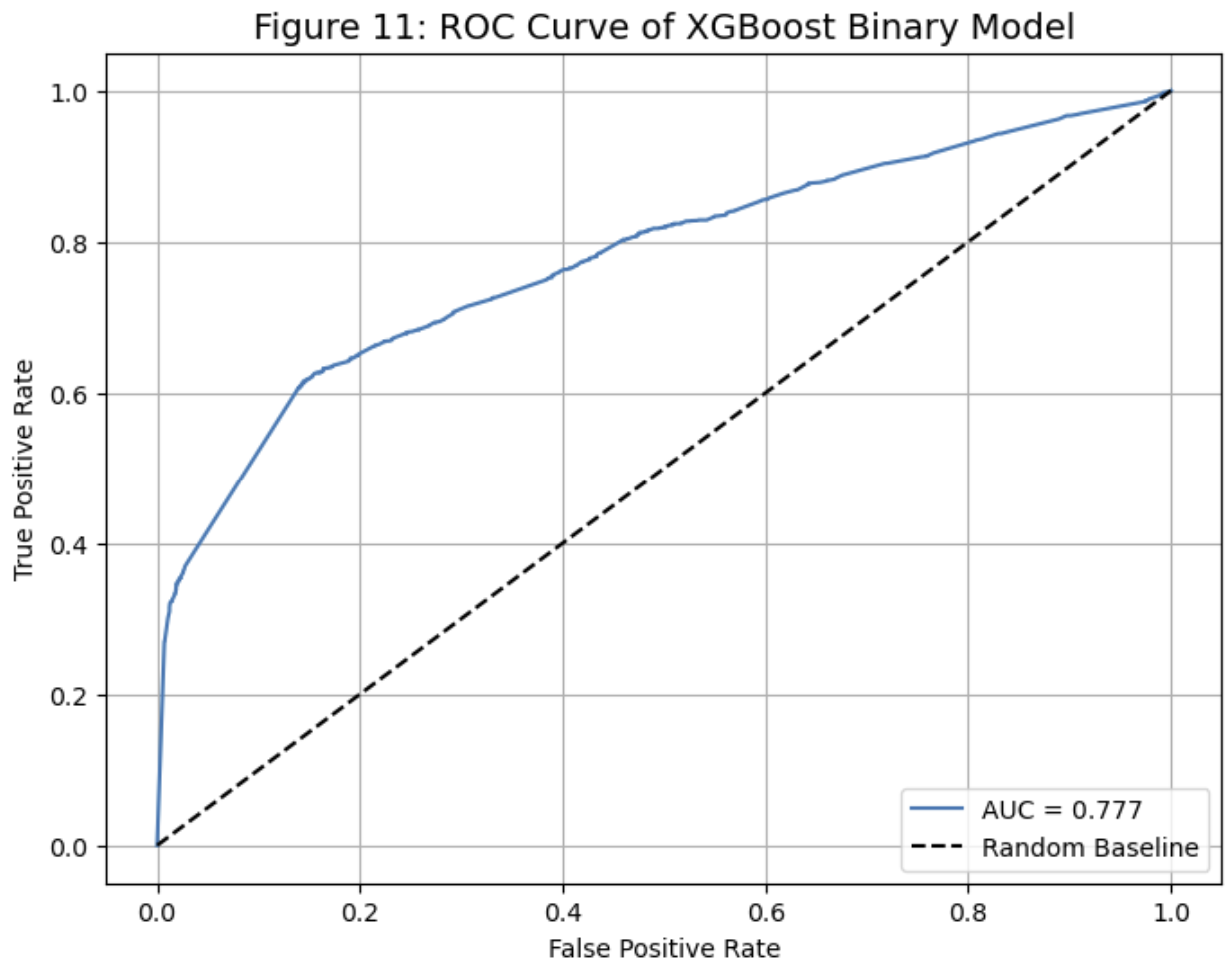 Figure 11: ROC Curve of XGBoost Binary Model
True Positive Rate
1.0
0.8
0.6
0.4
0.2
0.0
AUC = 0.777
Random Baseline
0.0 0.2 0.4 0.6 0.8 1.0
False Positive Rate